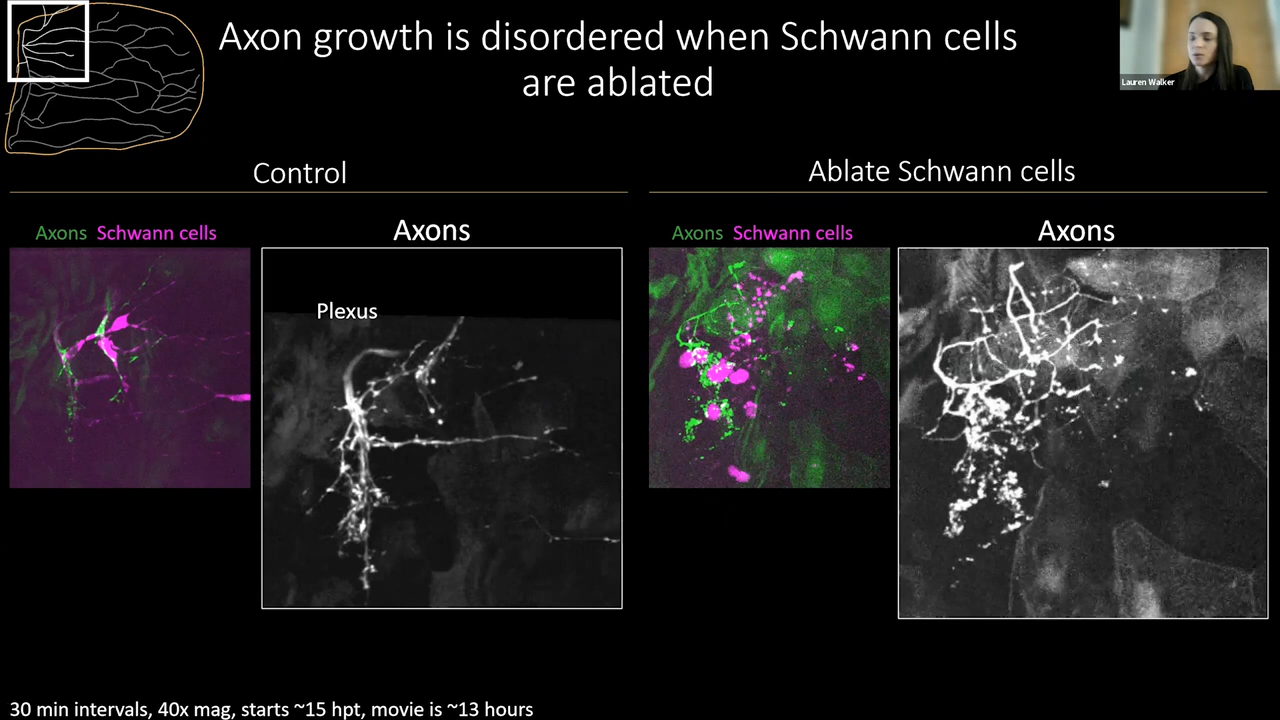 Axon growth is disordered when Schwann cells
are ablated
Lauren Walker
Control
Ablate Schwann cells
Axons Schwann cells
Axons
Plexus
Axons Schwann cells
Axons
30 min intervals, 40x mag, starts ~15 hpt, movie is ~13 hours